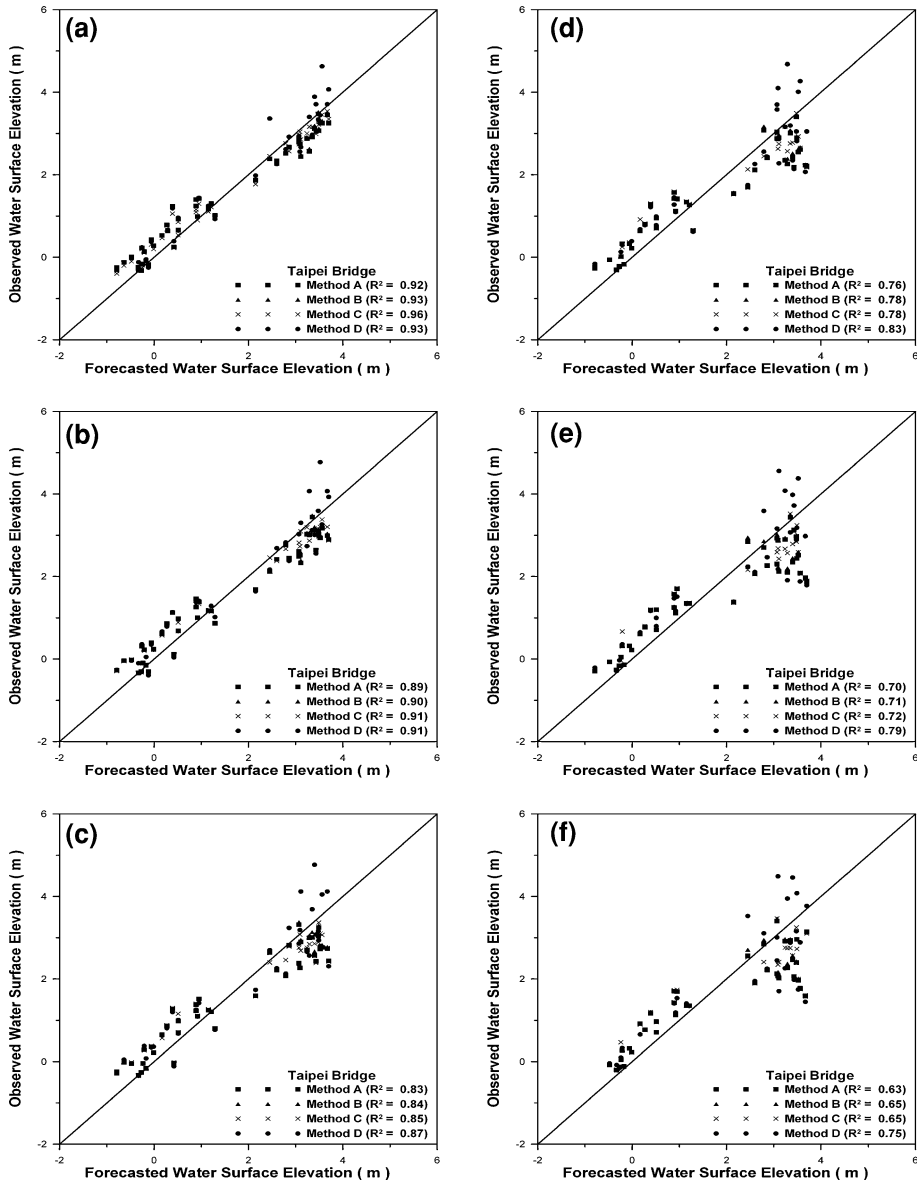 (a)
6
4
2
0
-2
Observed Water Surface Elevation ( m )
Taipei Bridge
Method A (R² = 0.92)
Method B (R² = 0.93)
Method C (R² = 0.96)
Method D (R² = 0.93)
-2 0 2 4 6
Forecasted Water Surface Elevation ( m )
(d)
6
4
2
0
-2
Observed Water Surface Elevation ( m )
Taipei Bridge
Method A (R² = 0.76)
Method B (R² = 0.78)
Method C (R² = 0.78)
Method D (R² = 0.83)
-2 0 2 4 6
Forecasted Water Surface Elevation ( m )
(b)
6
4
2
0
-2
Observed Water Surface Elevation ( m )
Taipei Bridge
Method A (R² = 0.89)
Method B (R² = 0.90)
Method C (R² = 0.91)
Method D (R² = 0.91)
-2 0 2 4 6
Forecasted Water Surface Elevation ( m )
(e)
6
4
2
0
-2
Observed Water Surface Elevation ( m )
Taipei Bridge
Method A (R² = 0.70)
Method B (R² = 0.71)
Method C (R² = 0.72)
Method D (R² = 0.79)
-2 0 2 4 6
Forecasted Water Surface Elevation ( m )
(c)
6
4
2
0
-2
Observed Water Surface Elevation ( m )
Taipei Bridge
Method A (R² = 0.83)
Method B (R² = 0.84)
Method C (R² = 0.85)
Method D (R² = 0.87)
-2 0 2 4 6
Forecasted Water Surface Elevation ( m )
(f)
6
4
2
0
-2
Observed Water Surface Elevation ( m )
Taipei Bridge
Method A (R² = 0.63)
Method B (R² = 0.65)
Method C (R² = 0.65)
Method D (R² = 0.75)
-2 0 2 4 6
Forecasted Water Surface Elevation ( m )